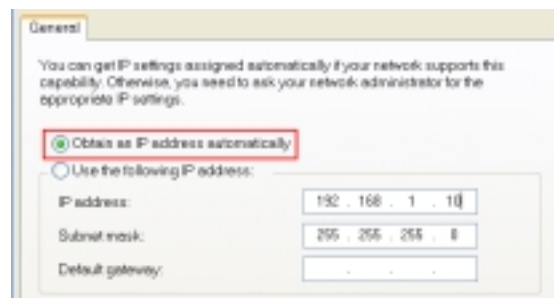 General
You can get IP settings assigned automatically if your network supports this
capability. Otherwise, you need to ask your network administrator for the
appropriate IP settings.
Obtain an IP address automatically
Use the following IP address:
IP address: 192 . 168 . 1 . 10
Subnet mask: 255 . 255 . 255 . 0
Default gateway: . . .